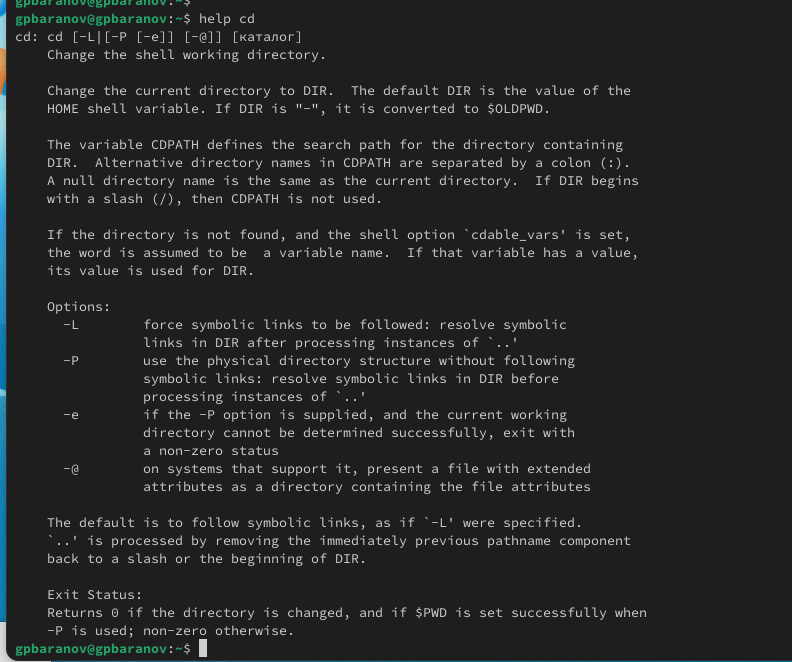 gpbaranov@gpbaranov:~$
gpbaranov@gpbaranov:~$ help cd
cd: cd [-L|[-P [-e]] [-@]] [каталог]
    Change the shell working directory.

    Change the current directory to DIR.  The default DIR is the value of the
    HOME shell variable. If DIR is "-", it is converted to $OLDPWD.

    The variable CDPATH defines the search path for the directory containing
    DIR.  Alternative directory names in CDPATH are separated by a colon (:).
    A null directory name is the same as the current directory.  If DIR begins
    with a slash (/), then CDPATH is not used.

    If the directory is not found, and the shell option `cdable_vars' is set,
    the word is assumed to be  a variable name.  If that variable has a value,
    its value is used for DIR.

    Options:
      -L        force symbolic links to be followed: resolve symbolic
                links in DIR after processing instances of `..'
      -P        use the physical directory structure without following
                symbolic links: resolve symbolic links in DIR before
                processing instances of `..'
      -e        if the -P option is supplied, and the current working
                directory cannot be determined successfully, exit with
                a non-zero status
      -@        on systems that support it, present a file with extended
                attributes as a directory containing the file attributes

    The default is to follow symbolic links, as if `-L' were specified.
    `..' is processed by removing the immediately previous pathname component
    back to a slash or the beginning of DIR.

    Exit Status:
    Returns 0 if the directory is changed, and if $PWD is set successfully when
    -P is used; non-zero otherwise.
gpbaranov@gpbaranov:~$